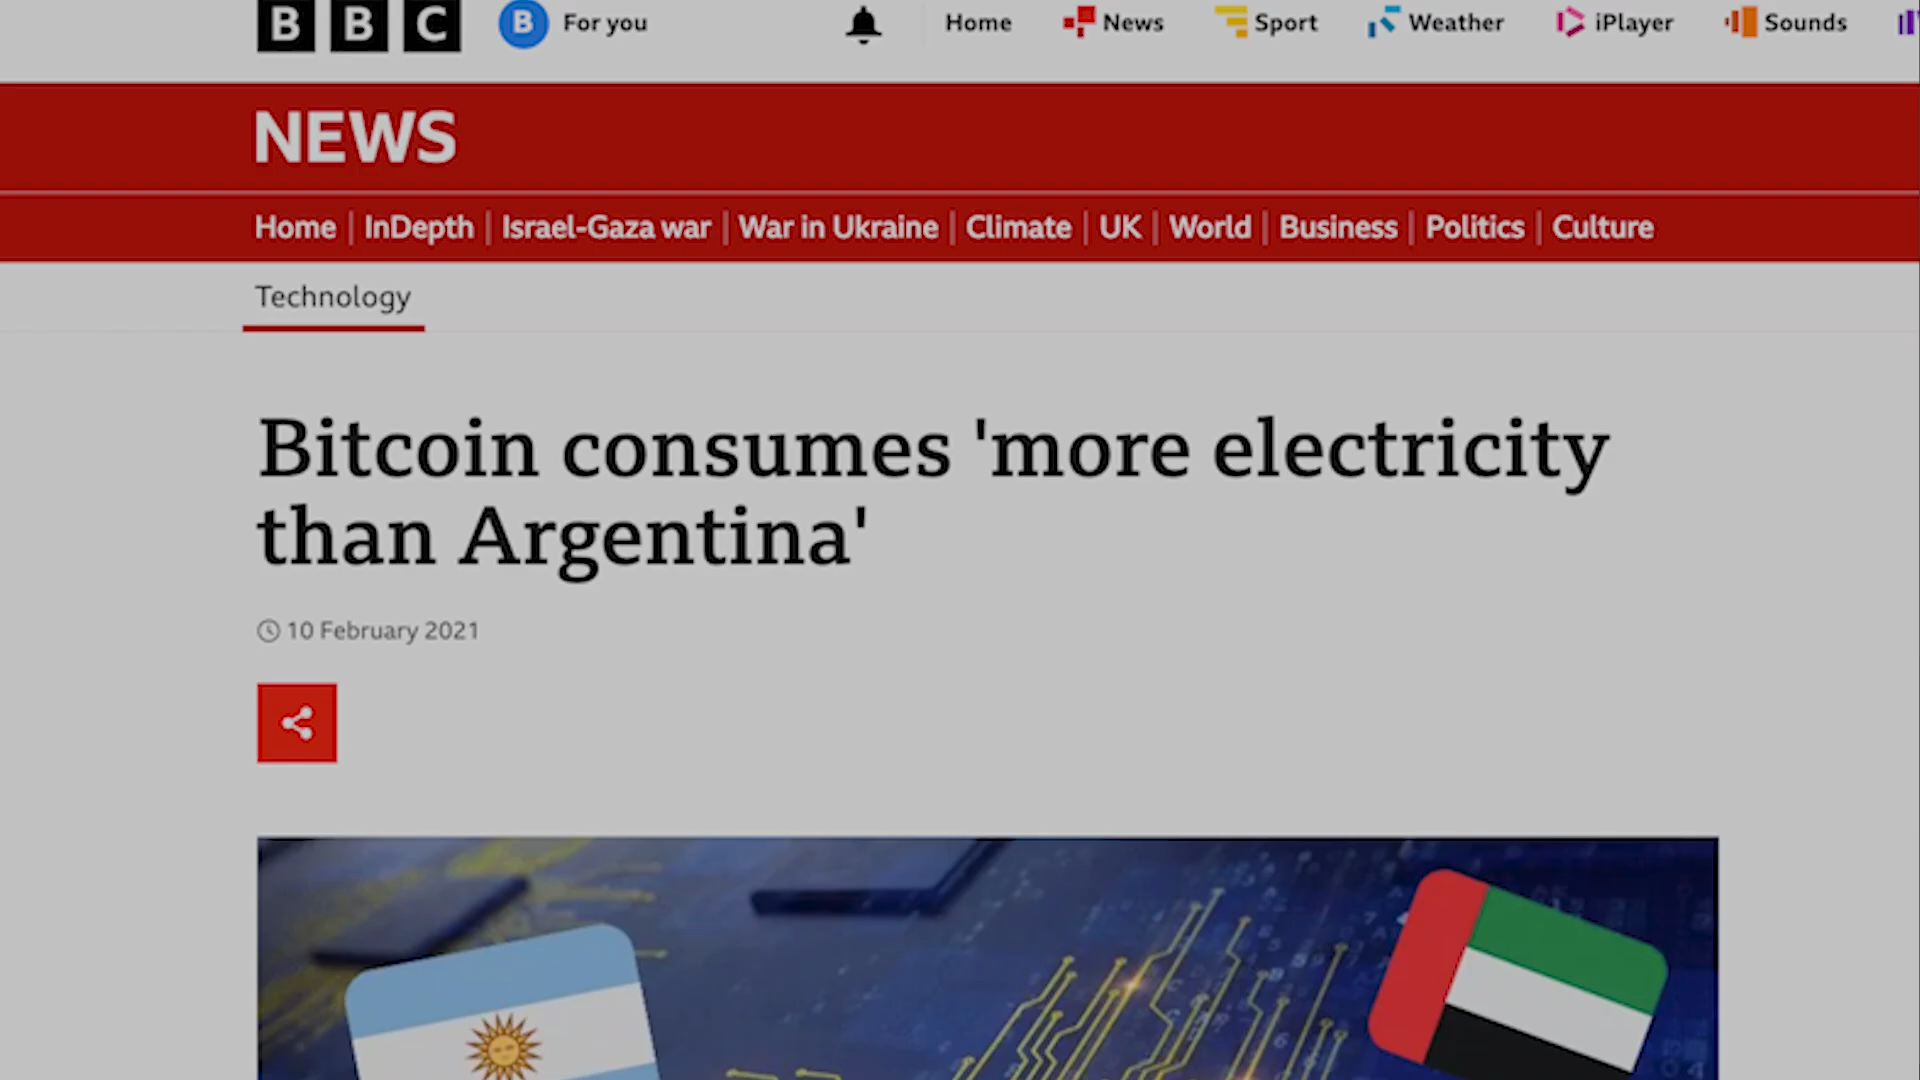 BBC B For you Home News Sport Weather iPlayer Sounds
NEWS
Home InDepth Israel-Gaza war War in Ukraine Climate UK World Business Politics Culture
Technology
Bitcoin consumes 'more electricity
than Argentina'
10 February 2021